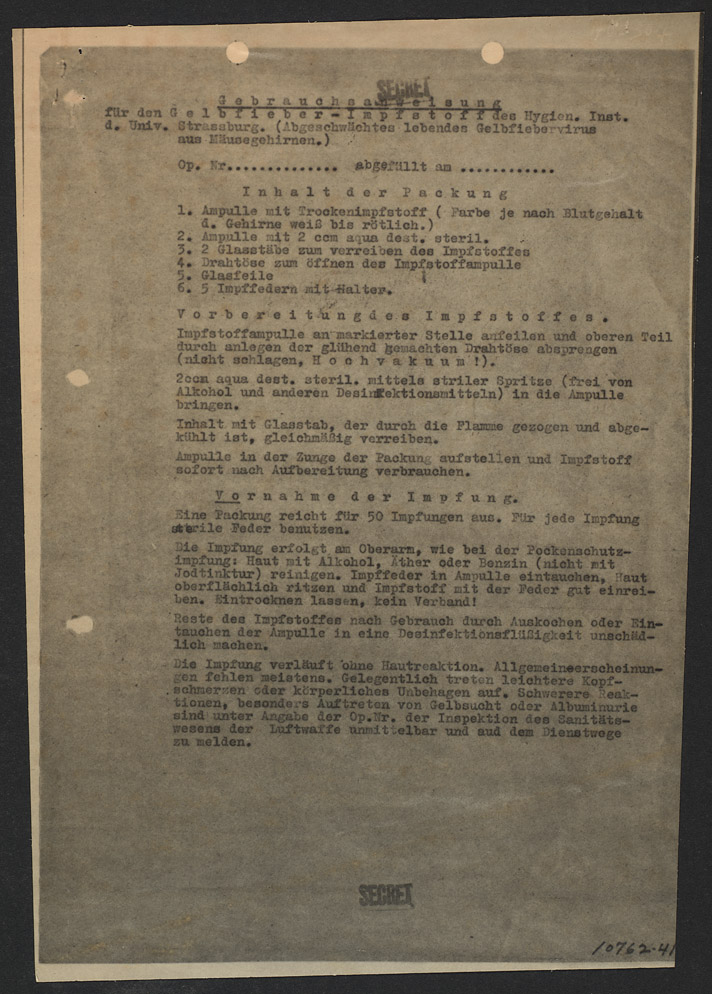 SECRET
Gebrauchsanweisung
für den Gelbfieber-Impfstoff des Hygien. Inst.
d. Univ. Strassburg. (Abgeschwächtes lebendes Gelbfiebervirus
aus Mäusegehirnen.)
Op. Nr.............. abgefüllt am ............
Inhalt der Packung
1. Ampulle mit Trockenimpfstoff ( Farbe je nach Blutgehalt
d. Gehirne weiß bis rötlich.)
2. Ampulle mit 2 ccm aqua dest. steril.
3. 2 Glasstäbe zum verreiben des Impfstoffes
4. Drahtöse zum öffnen des Impfstoffampulle
5. Glasfeile
6. 5 Impffedern mit Halter.
Vorbereitung des Impfstoffes.
Impfstoffampulle an markierter Stelle anfeilen und oberen Teil
durch anlegen der glühend gemachten Drahtöse absprengen
(nicht schlagen, Hochvakuum!).
2ccm aqua dest. steril. mittels striler Spritze (frei von
Alkohol und anderen Desinfektionsmitteln) in die Ampulle
bringen.
Inhalt mit Glasstab, der durch die Flamme gezogen und abge-
kühlt ist, gleichmäßig verreiben.
Ampulle in der Zunge der Packung aufstellen und Impfstoff
sofort nach Aufbereitung verbrauchen.
Vornahme der Impfung.
Eine Packung reicht für 50 Impfungen aus. Für jede Impfung
sterile Feder benutzen.
Die Impfung erfolgt am Oberarm, wie bei der Pockenschutz-
impfung: Haut mit Alkohol, Äther oder Benzin (nicht mit
Jodtinktur) reinigen. Impffeder in Ampulle eintauchen, Haut
oberflächlich ritzen und Impfstoff mit der Feder gut einrei-
ben. Eintrocknen lassen, kein Verband!
Reste des Impfstoffes nach Gebrauch durch Auskochen oder Ein-
tauchen der Ampulle in eine Desinfektionsflüßigkeit unschäd-
lich machen.
Die Impfung verläuft ohne Hautreaktion. Allgemeineerscheinun-
gen fehlen meistens. Gelegentlich treten leichtere Kopf-
schmerzen oder körperliches Unbehagen auf. Schwerere Reak-
tionen, besonders Auftreten von Gelbsucht oder Albuminurie
sind unter Angabe der Op.Nr. der Inspektion des Sanitäts-
wesens der Luftwaffe unmittelbar und aud dem Dienstwege
zu melden.
SECRET
10762-41